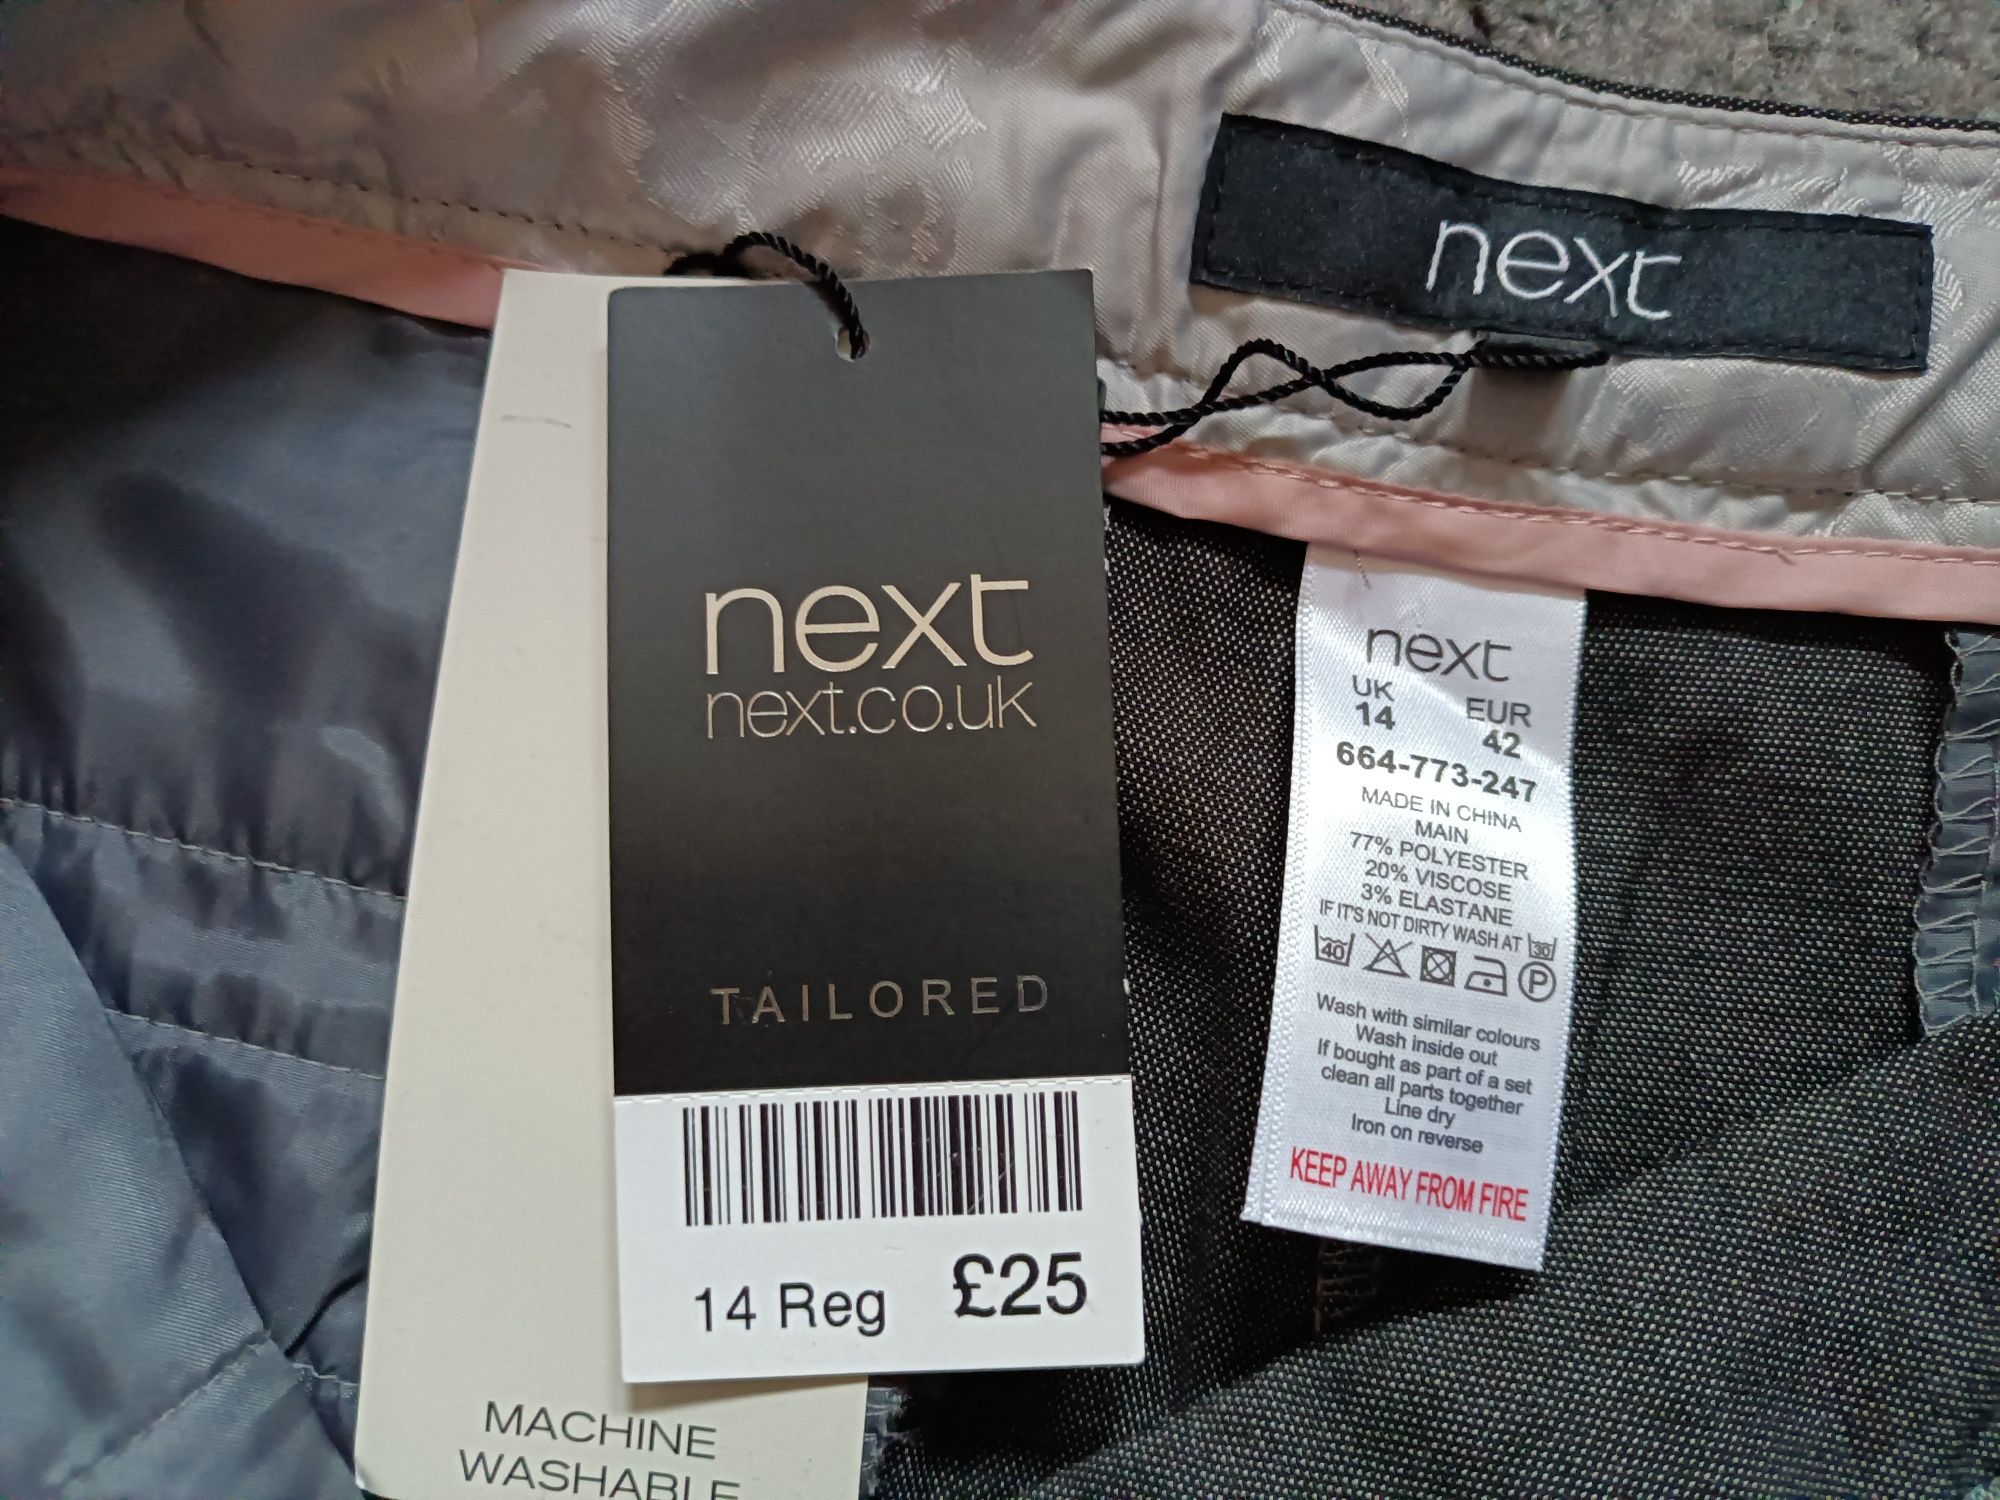 next
next
next.co.uk
TAILORED
14 Reg £25
MACHINE
WASHABLE
next
UK EUR
14 42
664-773-247
MADE IN CHINA
MAIN
77% POLYESTER
20% VISCOSE
3% ELASTANE
IF IT'S NOT DIRTY WASH AT 30
40 P
Wash with similar colours
Wash inside out
If bought as part of a set
clean all parts together
Line dry
Iron on reverse
KEEP AWAY FROM FIRE